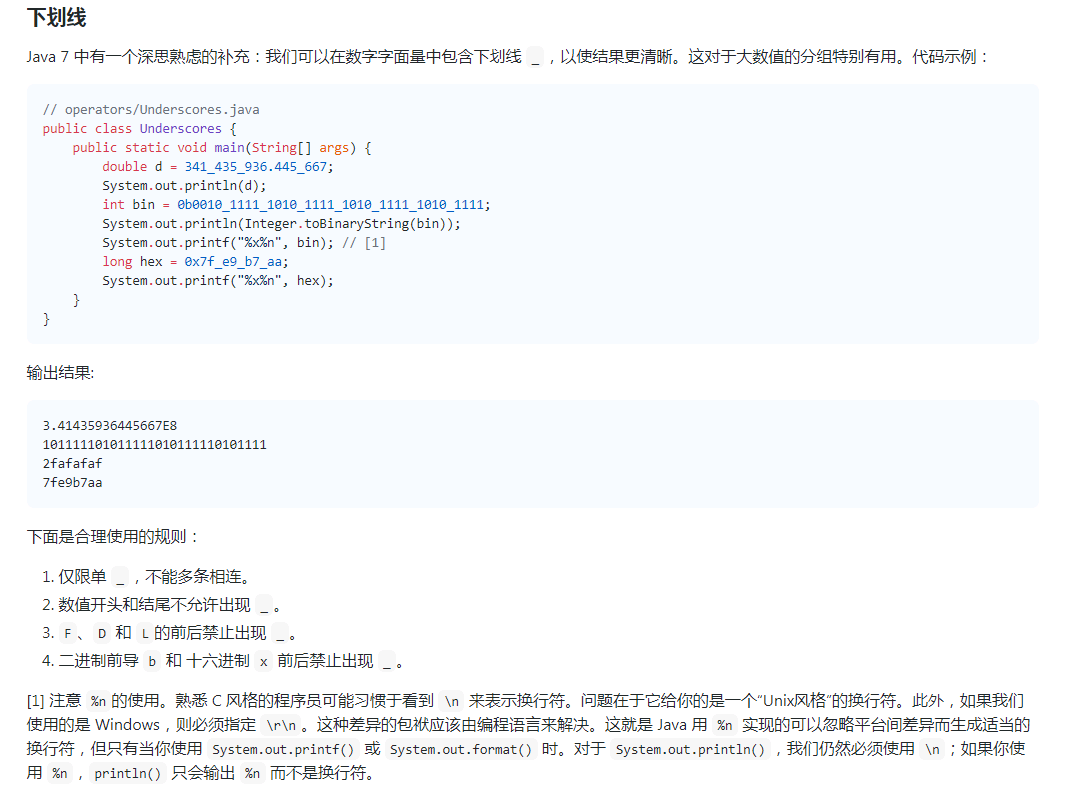 下划线
Java 7 中有一个深思熟虑的补充：我们可以在数字字面量中包含下划线 _ ，以使结果更清晰。这对于大数值的分组特别有用。代码示例：
// operators/Underscores.java
public class Underscores {
    public static void main(String[] args) {
        double d = 341_435_936.445_667;
        System.out.println(d);
        int bin = 0b0010_1111_1010_1111_1010_1111_1010_1111;
        System.out.println(Integer.toBinaryString(bin));
        System.out.printf("%x%n", bin); // [1]
        long hex = 0x7f_e9_b7_aa;
        System.out.printf("%x%n", hex);
    }
}
输出结果:
3.41435936445667E8
101111101011111010111110101111
2fafafaf
7fe9b7aa
下面是合理使用的规则：
1. 仅限单 _ ，不能多条相连。
2. 数值开头和结尾不允许出现 _ 。
3. F 、 D 和 L 的前后禁止出现 _ 。
4. 二进制前导 b 和 十六进制 x 前后禁止出现 _ 。
[1] 注意 %n 的使用。熟悉 C 风格的程序员可能习惯于看到 \n 来表示换行符。问题在于它给你的是一个“Unix风格”的换行符。此外，如果我们
使用的是 Windows，则必须指定 \r\n 。这种差异的包袱应该由编程语言来解决。这就是 Java 用 %n 实现的可以忽略平台间差异而生成适当的
换行符，但只有当你使用 System.out.printf() 或 System.out.format() 时。对于 System.out.println() ，我们仍然必须使用 \n ；如果你使
用 %n ， println() 只会输出 %n 而不是换行符。